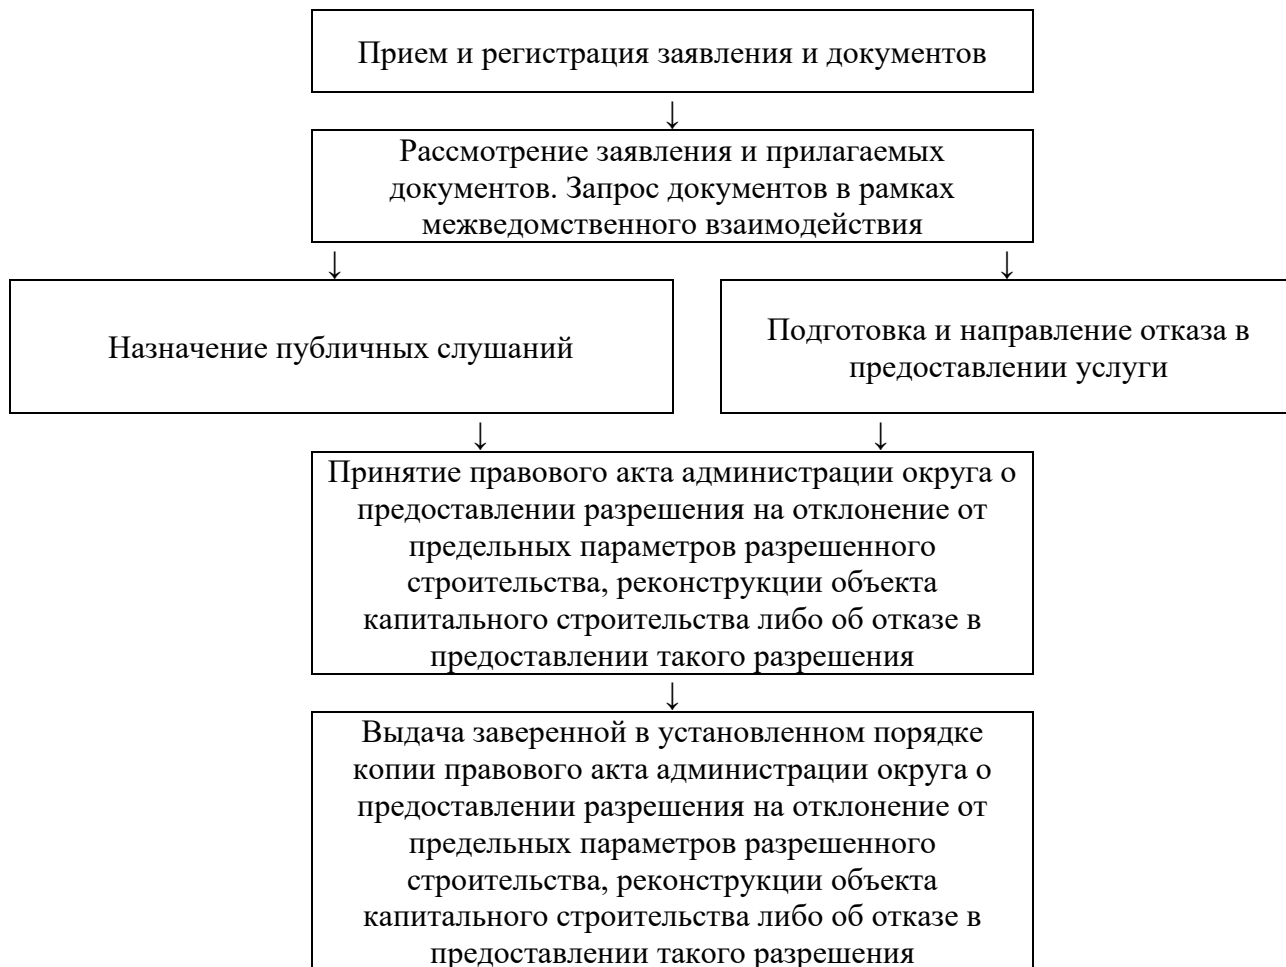 Прием и регистрация заявления и документов
↓
Рассмотрение заявления и прилагаемых
документов. Запрос документов в рамках
межведомственного взаимодействия
↓ ↓
Назначение публичных слушаний
Подготовка и направление отказа в
предоставлении услуги
↓ ↓
Принятие правового акта администрации округа о
предоставлении разрешения на отклонение от
предельных параметров разрешенного
строительства, реконструкции объекта
капитального строительства либо об отказе в
предоставлении такого разрешения
↓
Выдача заверенной в установленном порядке
копии правового акта администрации округа о
предоставлении разрешения на отклонение от
предельных параметров разрешенного
строительства, реконструкции объекта
капитального строительства либо об отказе в
предоставлении такого разрешения